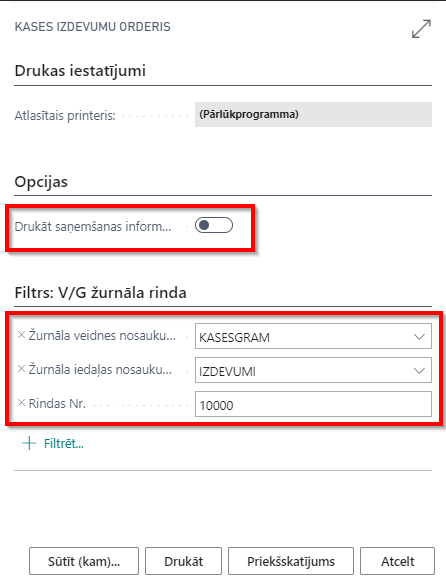 KASES IZDEVUMU ORDERIS
Drukas iestatījumi
Atlasītais printeris: (Pārlūkprogramma)
Opcijas
Drukāt saņemšanas inform...
Filtrs: V/G žurnāla rinda
× Žurnāla veidnes nosauku... KASESGRAM
× Žurnāla iedaļas nosauku... IZDEVUMI
× Rindas Nr. 10000
+ Filtrēt...
Sūtīt (kam)... Drukāt Priekšskatījums Atcelt